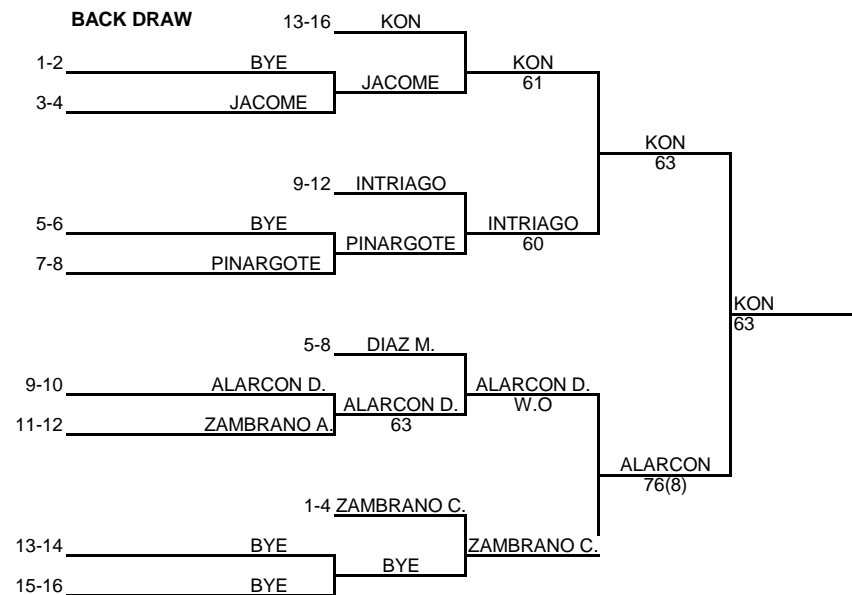 BACK DRAW
13-16 KON
1-2 BYE KON
JACOME 61
3-4 JACOME
KON
63
9-12 INTRIAGO
5-6 BYE INTRIAGO
PINARGOTE 60
7-8 PINARGOTE
KON
63
5-8 DIAZ M.
9-10 ALARCON D. ALARCON D.
ALARCON D. W.O
11-12 ZAMBRANO A. 63
ALARCON
76(8)
1-4 ZAMBRANO C.
13-14 BYE ZAMBRANO C.
BYE
15-16 BYE